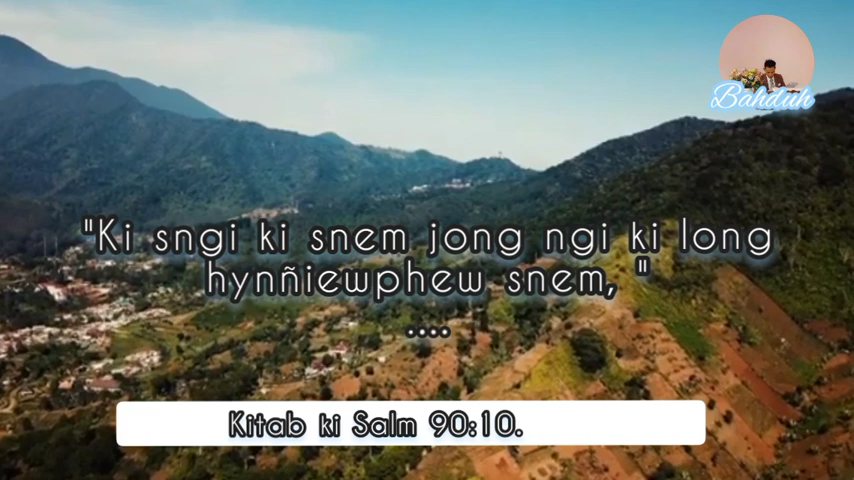 Bahduh
"Ki sngi ki snem jong ngi ki long
hynñiewphew snem, "
....
Kitab ki Salm 90:10.